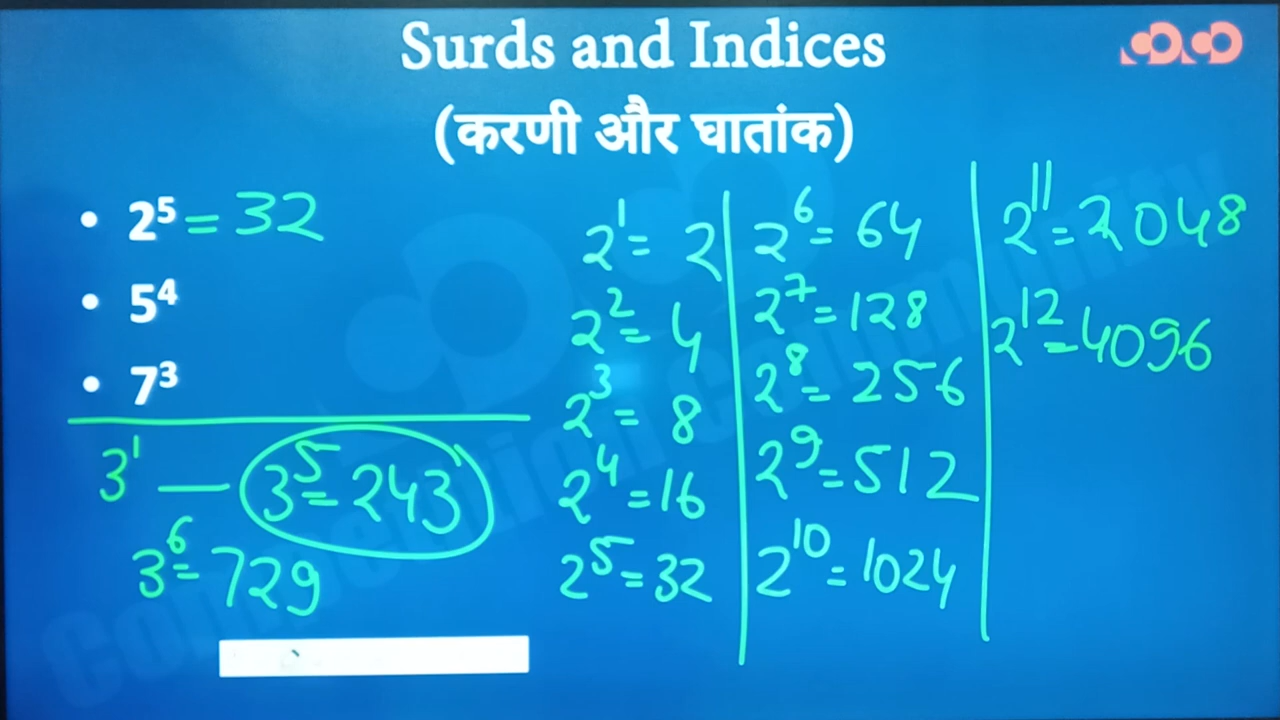 Surds and Indices
(करणी और घातांक)
• 2⁵ = 32
• 5⁴
• 7³
3¹ — 3⁵ = 243
3⁶ = 729
2¹ = 2
2² = 4
2³ = 8
2⁴ = 16
2⁵ = 32
2⁶ = 64
2⁷ = 128
2⁸ = 256
2⁹ = 512
2¹⁰ = 1024
2¹¹ = 2048
2¹² = 4096
Competition Community